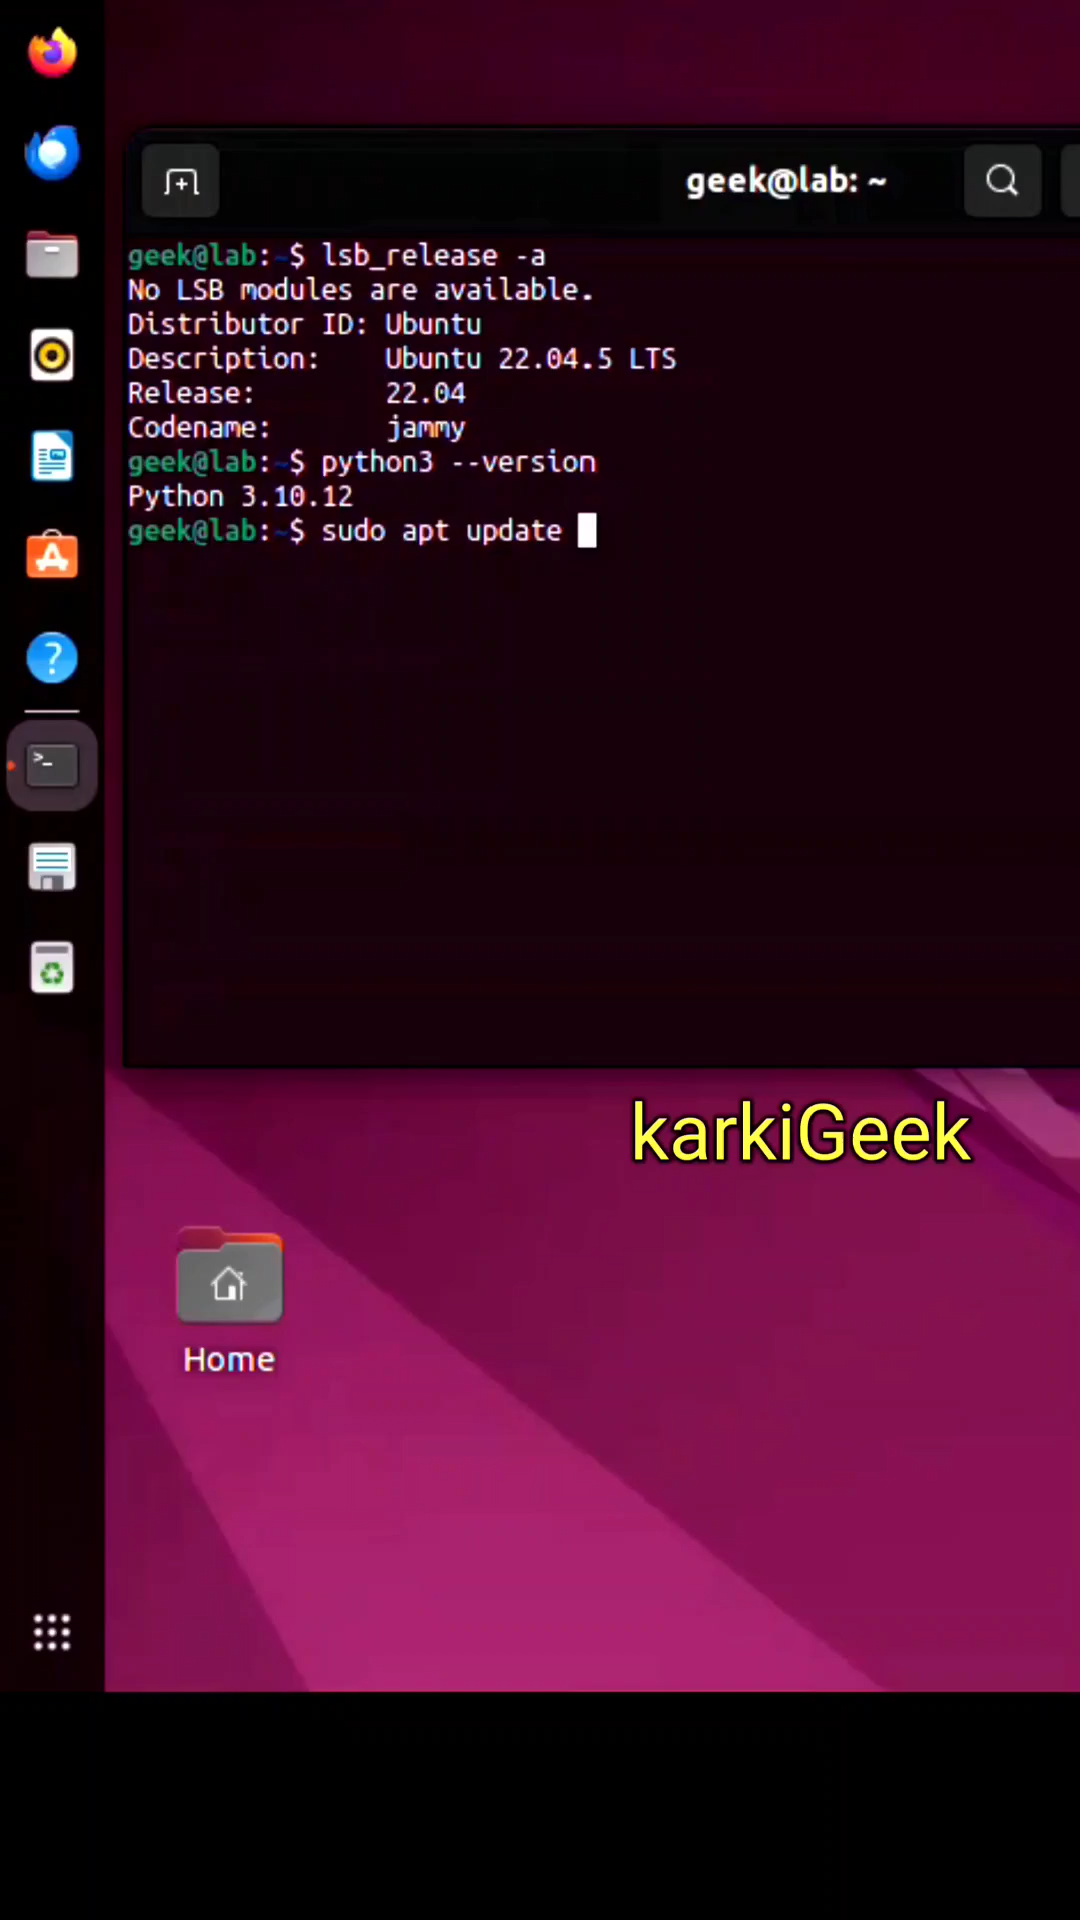 geek@lab: ~
geek@lab:~$ lsb_release -a
No LSB modules are available.
Distributor ID: Ubuntu
Description:    Ubuntu 22.04.5 LTS
Release:        22.04
Codename:       jammy
geek@lab:~$ python3 --version
Python 3.10.12
geek@lab:~$ sudo apt update
karkiGeek
Home